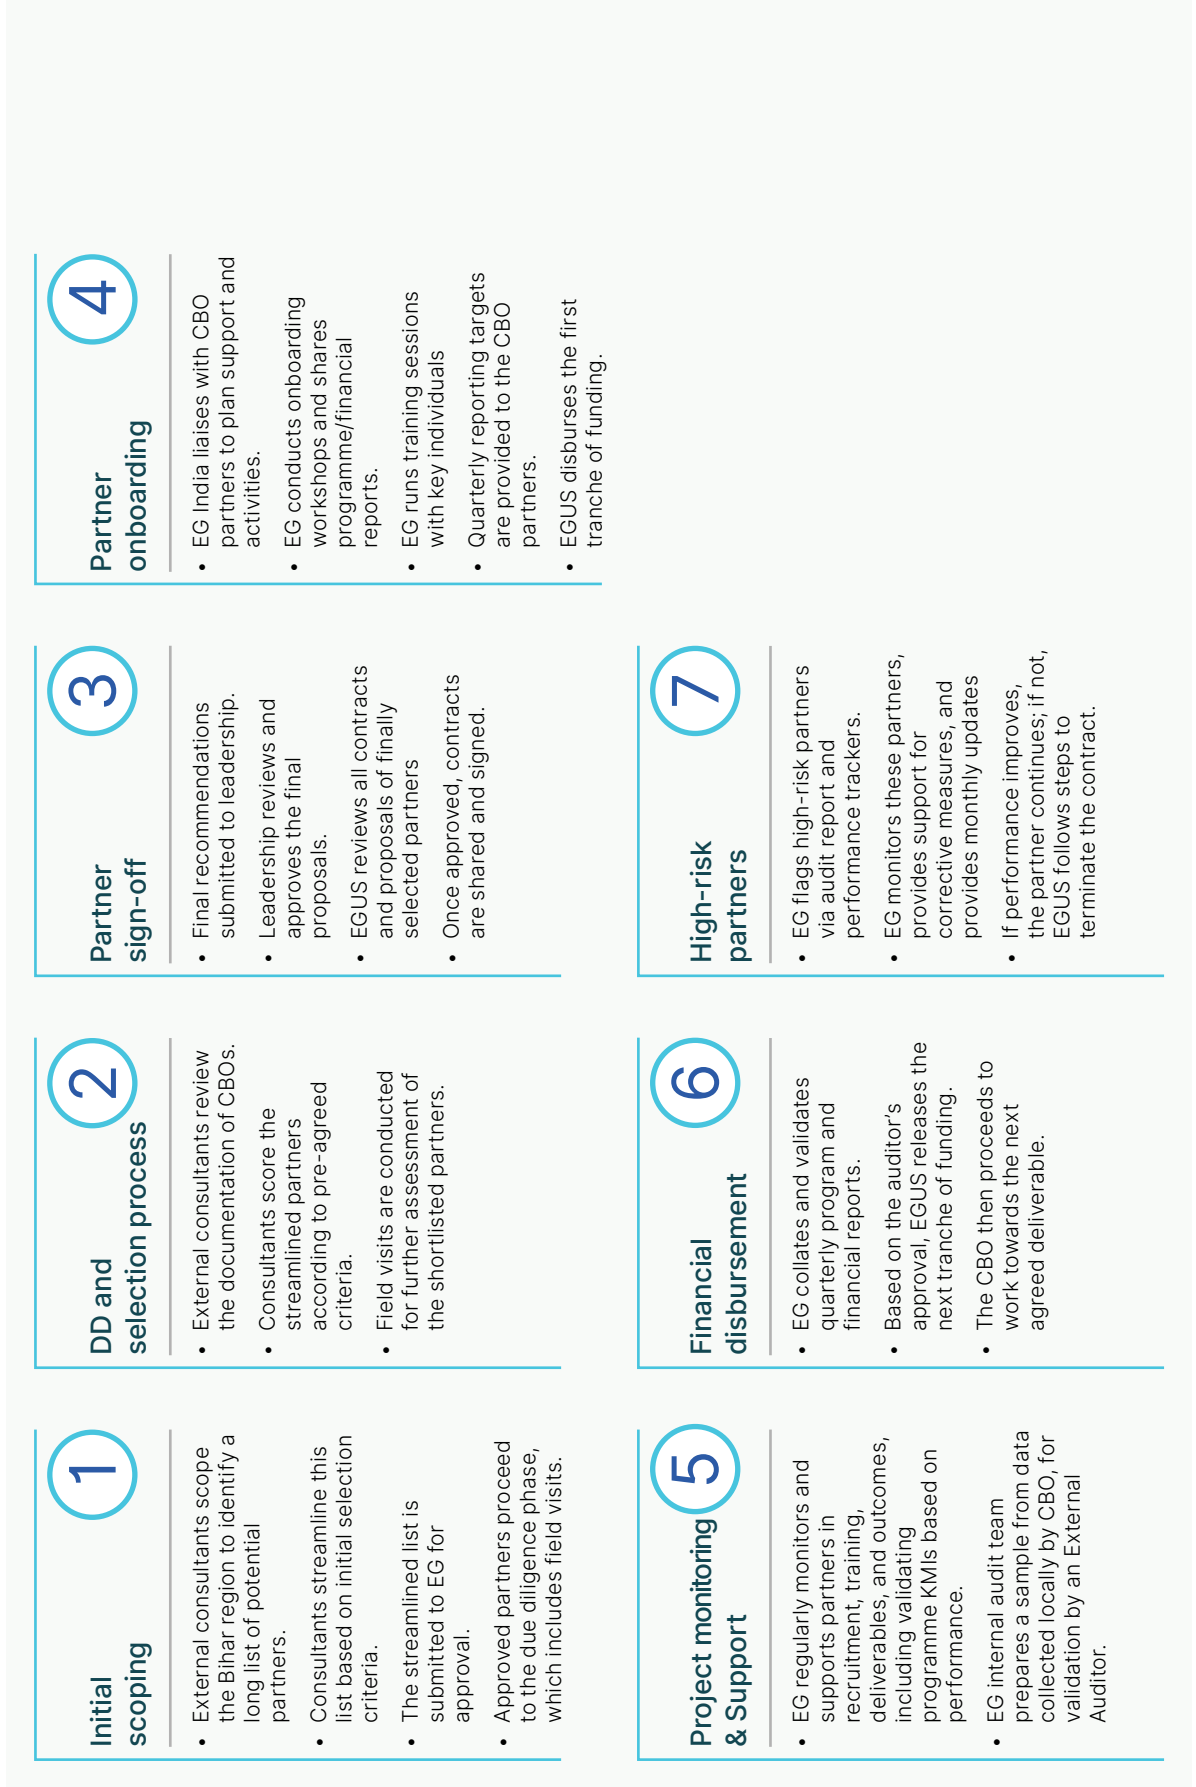 Initial
scoping
1
• External consultants scope
the Bihar region to identify a
long list of potential
partners.
• Consultants streamline this
list based on initial selection
criteria.
• The streamlined list is
submitted to EG for
approval.
• Approved partners proceed
to the due diligence phase,
which includes field visits.
DD and
selection process
2
• External consultants review
the documentation of CBOs.
• Consultants score the
streamlined partners
according to pre-agreed
criteria.
• Field visits are conducted
for further assessment of
the shortlisted partners.
Partner
sign-off
3
• Final recommendations
submitted to leadership.
• Leadership reviews and
approves the final
proposals.
• EGUS reviews all contracts
and proposals of finally
selected partners
• Once approved, contracts
are shared and signed.
Partner
onboarding
4
• EG India liaises with CBO
partners to plan support and
activities.
• EG conducts onboarding
workshops and shares
programme/financial
reports.
• EG runs training sessions
with key individuals
• Quarterly reporting targets
are provided to the CBO
partners.
• EGUS disburses the first
tranche of funding.
Project monitoring
& Support
5
• EG regularly monitors and
supports partners in
recruitment, training,
deliverables, and outcomes,
including validating
programme KMIs based on
performance.
• EG internal audit team
prepares a sample from data
collected locally by CBO, for
validation by an External
Auditor.
Financial
disbursement
6
• EG collates and validates
quarterly program and
financial reports.
• Based on the auditor’s
approval, EGUS releases the
next tranche of funding.
• The CBO then proceeds to
work towards the next
agreed deliverable.
High-risk
partners
7
• EG flags high-risk partners
via audit report and
performance trackers.
• EG monitors these partners,
provides support for
corrective measures, and
provides monthly updates
• If performance improves,
the partner continues; if not,
EGUS follows steps to
terminate the contract.